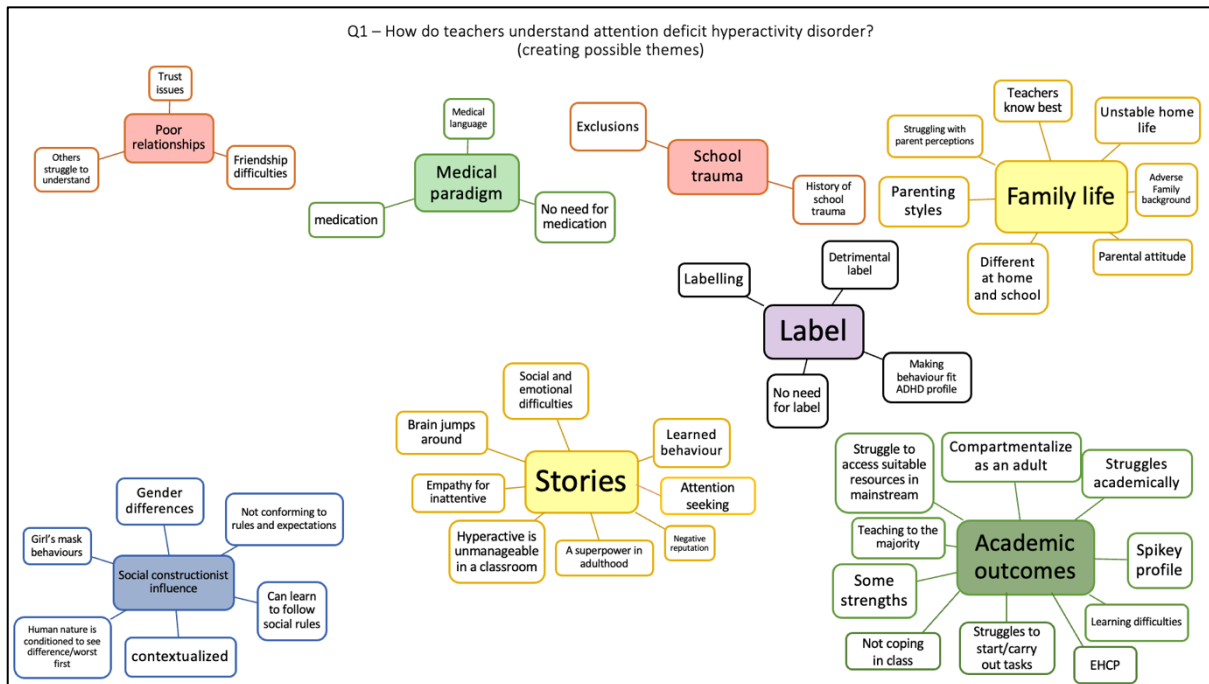 Q1 – How do teachers understand attention deficit hyperactivity disorder?
(creating possible themes)
Trust
issues
Poor
relationships
Others
struggle to
understand
Friendship
difficulties
Medical
language
Medical
paradigm
medication
No need for
medication
Exclusions
School
trauma
History of
school
trauma
Teachers
know best
Struggling with
parent perceptions
Unstable home
life
Parenting
styles
Family life
Adverse
Family
background
Different
at home
and school
Parental attitude
Labelling
Detrimental
label
Label
No need
for label
Making
behaviour fit
ADHD profile
Social and
emotional
difficulties
Brain jumps
around
Learned
behaviour
Empathy for
inattentive
Stories
Attention
seeking
Hyperactive is
unmanageable
in a classroom
A superpower in
adulthood
Negative
reputation
Gender
differences
Not conforming to
rules and expectations
Girl's mask
behaviours
Social constructionist
influence
Can learn
to follow
social rules
Human nature is
conditioned to see
difference/worst
first
contextualized
Struggle to
access suitable
resources in
mainstream
Compartmentalize
as an adult
Struggles
academically
Teaching to the
majority
Academic
outcomes
Spikey
profile
Some
strengths
Learning difficulties
Not coping
in class
Struggles to
start/carry
out tasks
EHCP